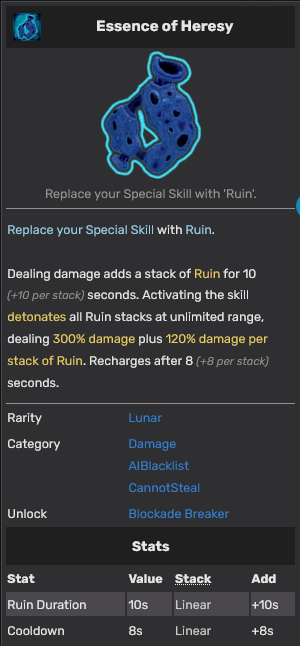 Essence of Heresy
Replace your Special Skill with 'Ruin'.
Replace your Special Skill with Ruin.
Dealing damage adds a stack of Ruin for 10
(+10 per stack) seconds. Activating the skill
detonates all Ruin stacks at unlimited range,
dealing 300% damage plus 120% damage per
stack of Ruin. Recharges after 8 (+8 per stack)
seconds.
Rarity Lunar
Category Damage
AIBlacklist
CannotSteal
Unlock Blockade Breaker
Stats
Stat Value Stack Add
Ruin Duration 10s Linear +10s
Cooldown 8s Linear +8s